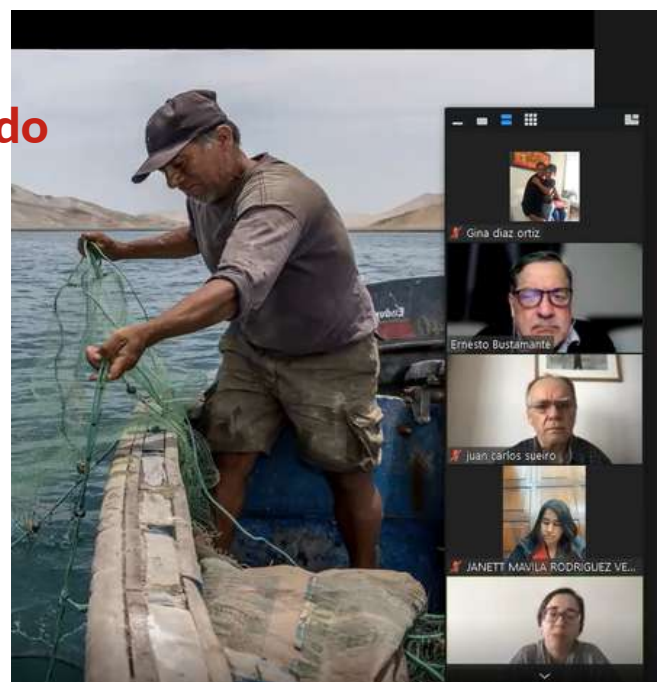 do
Gina diaz ortiz
Ernesto Bustamante
juan carlos sueiro
JANETT MAVILA RODRIGUEZ VE...